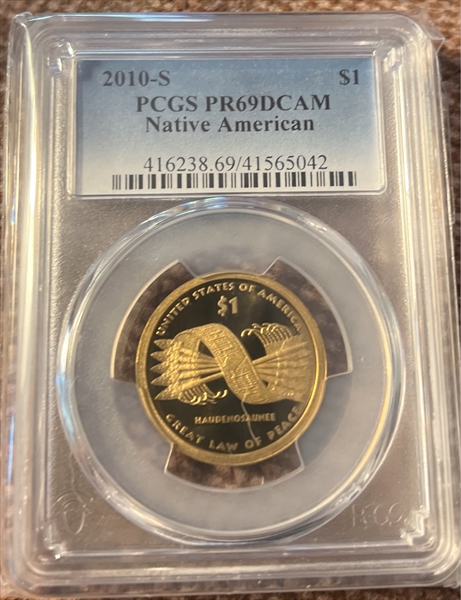 2010-S $1
PCGS PR69DCAM
Native American
416238.69/41565042
UNITED STATES OF AMERICA
$1
HAUDENOSAUNEE
GREAT LAW OF PEACE